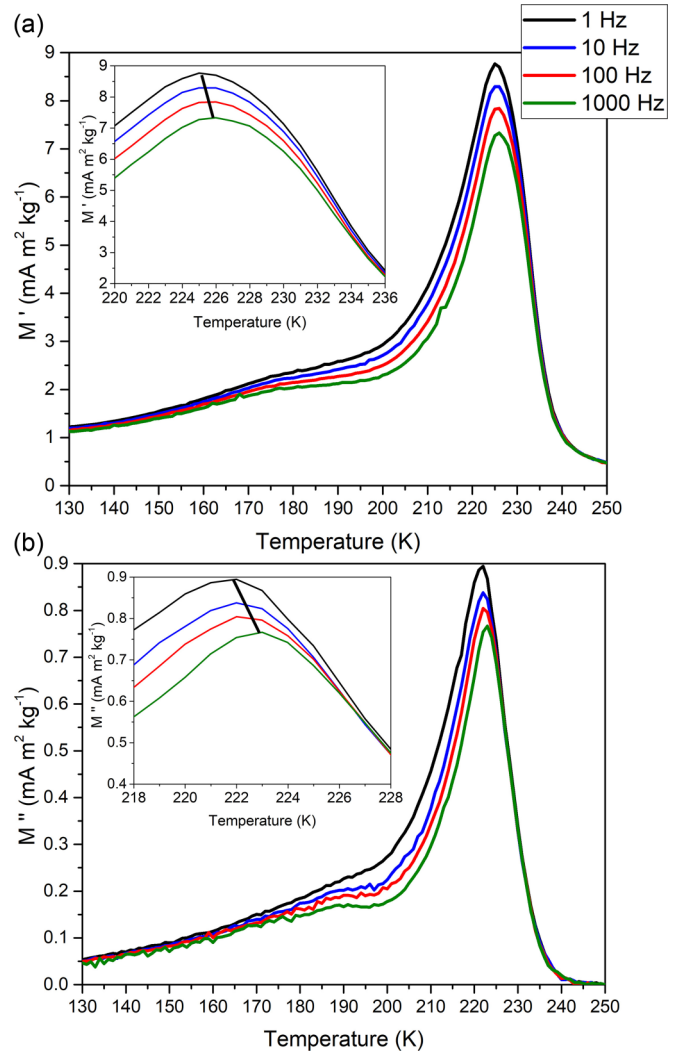 (a)
1 Hz
10 Hz
100 Hz
1000 Hz
M ' (mA m² kg⁻¹)
9
8
7
6
5
4
3
2
1
0
130 140 150 160 170 180 190 200 210 220 230 240 250
Temperature (K)
M ' (mA m² kg⁻¹)
9
8
7
6
5
4
3
2
220 222 224 226 228 230 232 234 236
Temperature (K)
(b)
M '' (mA m² kg⁻¹)
0.9
0.8
0.7
0.6
0.5
0.4
0.3
0.2
0.1
0.0
130 140 150 160 170 180 190 200 210 220 230 240 250
Temperature (K)
M '' (mA m² kg⁻¹)
0.9
0.8
0.7
0.6
0.5
0.4
218 220 222 224 226 228
Temperature (K)